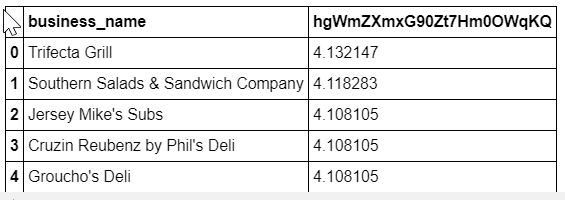 business_name hgWmZXmxG90Zt7Hm0OWqKQ
0 Trifecta Grill 4.132147
1 Southern Salads & Sandwich Company 4.118283
2 Jersey Mike's Subs 4.108105
3 Cruzin Reubenz by Phil's Deli 4.108105
4 Groucho's Deli 4.108105